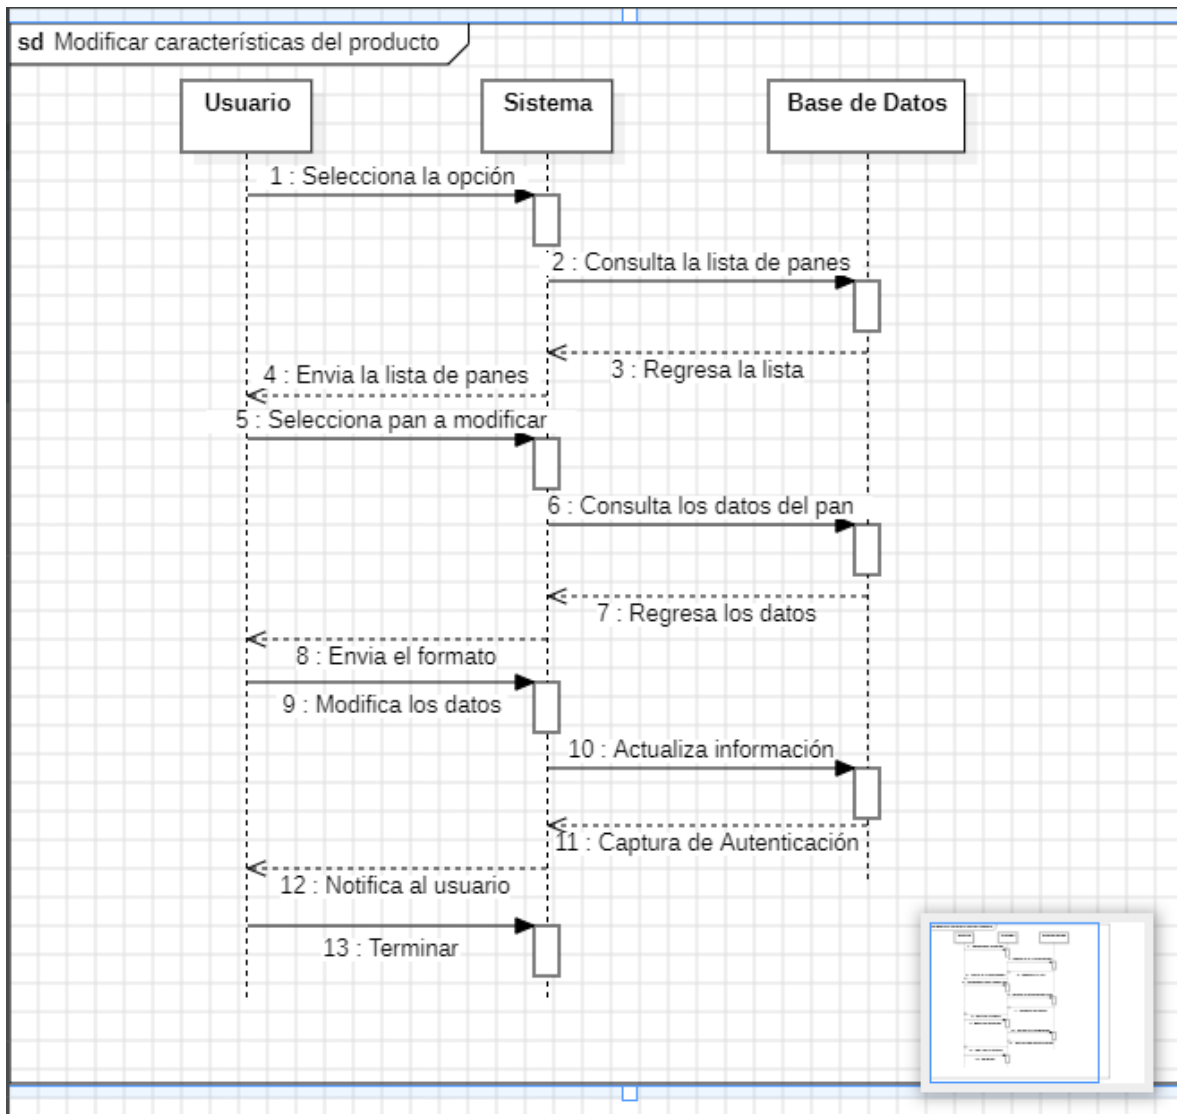 sd Modificar características del producto
Usuario
Sistema
Base de Datos
1 : Selecciona la opción
2 : Consulta la lista de panes
3 : Regresa la lista
4 : Envia la lista de panes
5 : Selecciona pan a modificar
6 : Consulta los datos del pan
7 : Regresa los datos
8 : Envia el formato
9 : Modifica los datos
10 : Actualiza información
11 : Captura de Autenticación
12 : Notifica al usuario
13 : Terminar